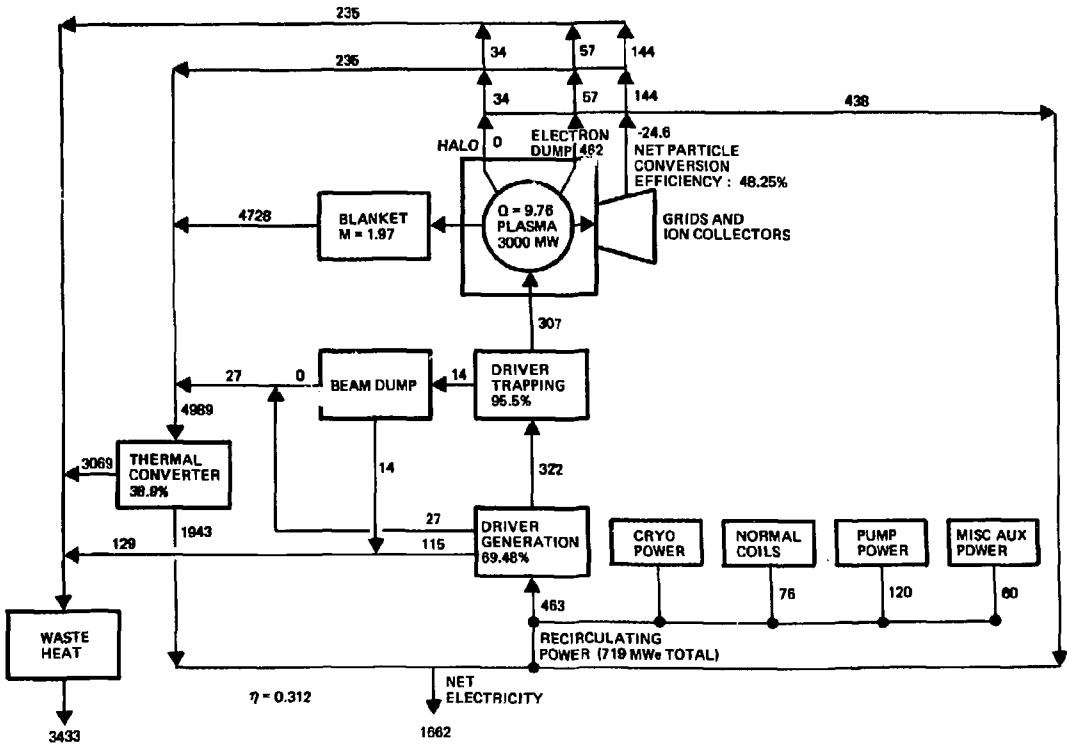 235
34
57
144
235
34
57
144
438
HALO
0
ELECTRON
DUMP
462
-24.6
NET PARTICLE
CONVERSION
EFFICIENCY : 48.25%
4728
BLANKET
M = 1.97
Q = 9.76
PLASMA
3000 MW
GRIDS AND
ION COLLECTORS
307
27
0
BEAM DUMP
14
DRIVER
TRAPPING
95.5%
4989
3069
THERMAL
CONVERTER
38.9%
14
322
1943
129
27
115
DRIVER
GENERATION
69.48%
CRYO
POWER
NORMAL
COILS
PUMP
POWER
MISC AUX
POWER
463
76
120
60
WASTE
HEAT
RECIRCULATING
POWER (719 MWe TOTAL)
η = 0.312
NET
ELECTRICITY
3433
1662